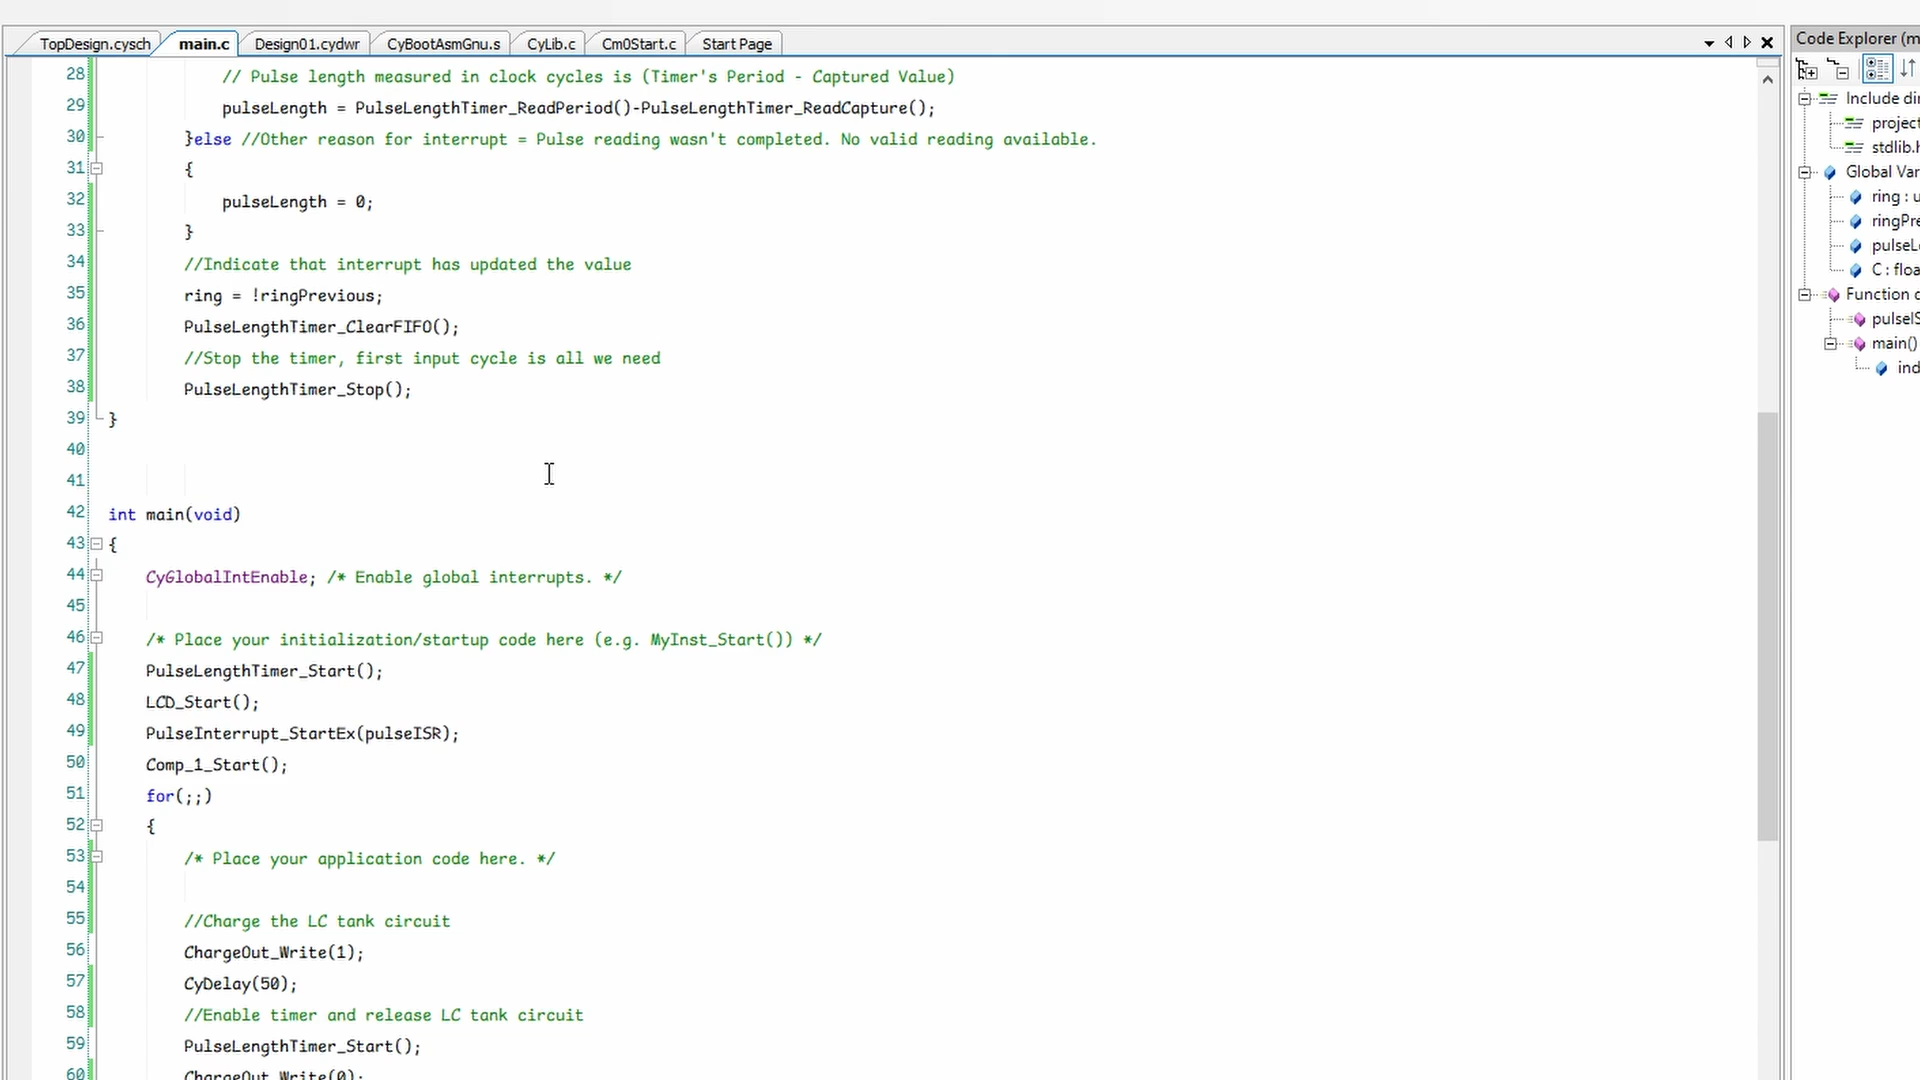 TopDesign.cysch main.c Design01.cydwr CyBootAsmGnu.s CyLib.c Cm0Start.c Start Page
28 // Pulse length measured in clock cycles is (Timer's Period - Captured Value)
29 pulseLength = PulseLengthTimer_ReadPeriod()-PulseLengthTimer_ReadCapture();
30 }else //Other reason for interrupt = Pulse reading wasn't completed. No valid reading available.
31 {
32 pulseLength = 0;
33 }
34 //Indicate that interrupt has updated the value
35 ring = !ringPrevious;
36 PulseLengthTimer_ClearFIFO();
37 //Stop the timer, first input cycle is all we need
38 PulseLengthTimer_Stop();
39 }
40
41
42 int main(void)
43 {
44 CyGlobalIntEnable; /* Enable global interrupts. */
45
46 /* Place your initialization/startup code here (e.g. MyInst_Start()) */
47 PulseLengthTimer_Start();
48 LCD_Start();
49 PulseInterrupt_StartEx(pulseISR);
50 Comp_1_Start();
51 for(;;)
52 {
53 /* Place your application code here. */
54
55 //Charge the LC tank circuit
56 ChargeOut_Write(1);
57 CyDelay(50);
58 //Enable timer and release LC tank circuit
59 PulseLengthTimer_Start();
60 ChargeOut_Write(0);
Code Explorer (m
Include dir
project
stdlib.h
Global Var
ring : u
ringPre
pulseL
C : floa
Function d
pulseIS
main()
ind